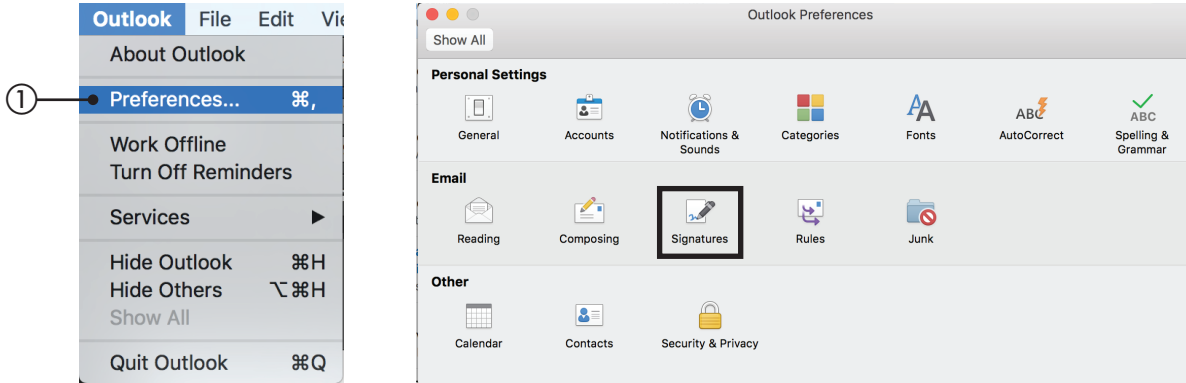 Outlook File Edit Vie
About Outlook
① Preferences... ⌘,
Work Offline
Turn Off Reminders
Services ▶
Hide Outlook ⌘H
Hide Others ⌥⌘H
Show All
Quit Outlook ⌘Q
Outlook Preferences
Show All
Personal Settings
General Accounts Notifications & Categories Fonts AutoCorrect Spelling &
Sounds Grammar
Email
Reading Composing Signatures Rules Junk
Other
Calendar Contacts Security & Privacy